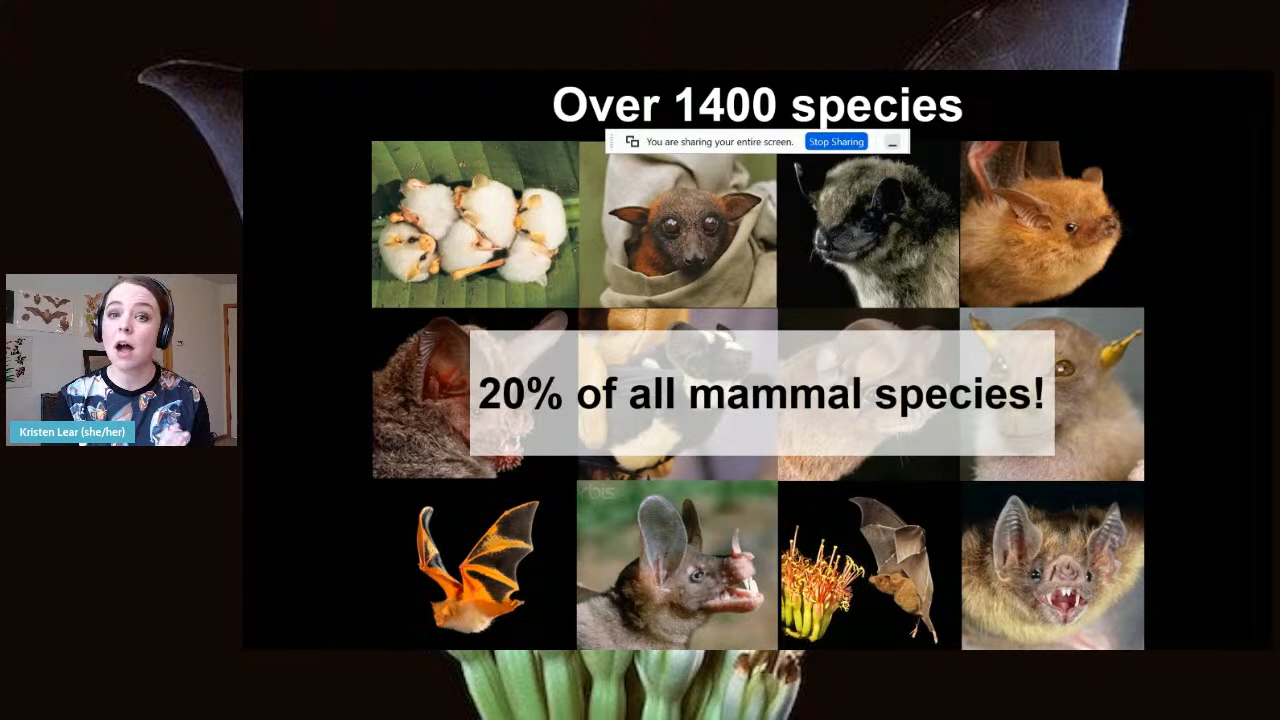 Over 1400 species
You are sharing your entire screen. Stop Sharing
20% of all mammal species!
Kristen Lear (she/her)
rbis